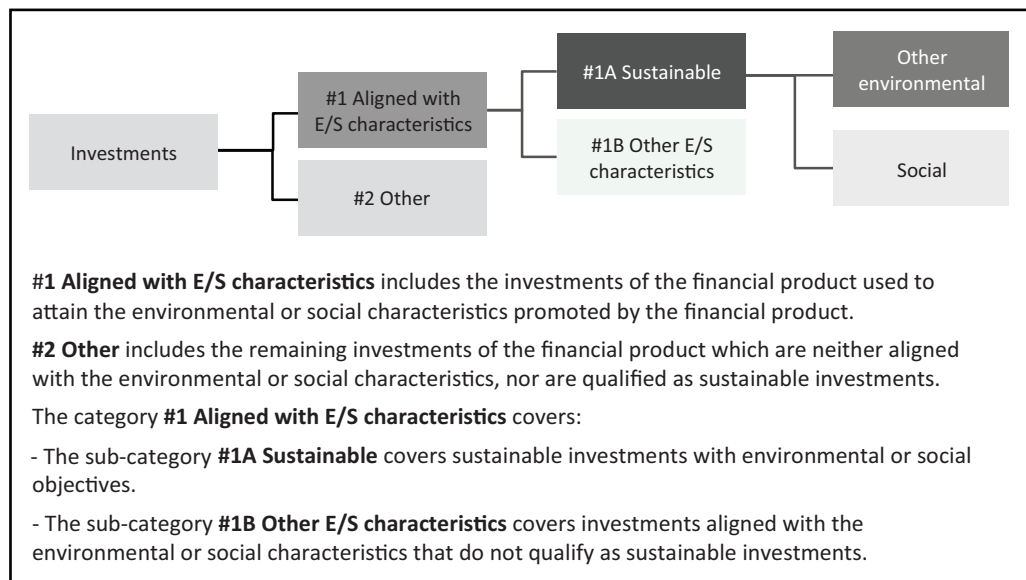 Investments
#1 Aligned with
E/S characteristics
#2 Other
#1A Sustainable
#1B Other E/S
characteristics
Other
environmental
Social
#1 Aligned with E/S characteristics includes the investments of the financial product used to
attain the environmental or social characteristics promoted by the financial product.
#2 Other includes the remaining investments of the financial product which are neither aligned
with the environmental or social characteristics, nor are qualified as sustainable investments.
The category #1 Aligned with E/S characteristics covers:
- The sub-category #1A Sustainable covers sustainable investments with environmental or social
objectives.
- The sub-category #1B Other E/S characteristics covers investments aligned with the
environmental or social characteristics that do not qualify as sustainable investments.